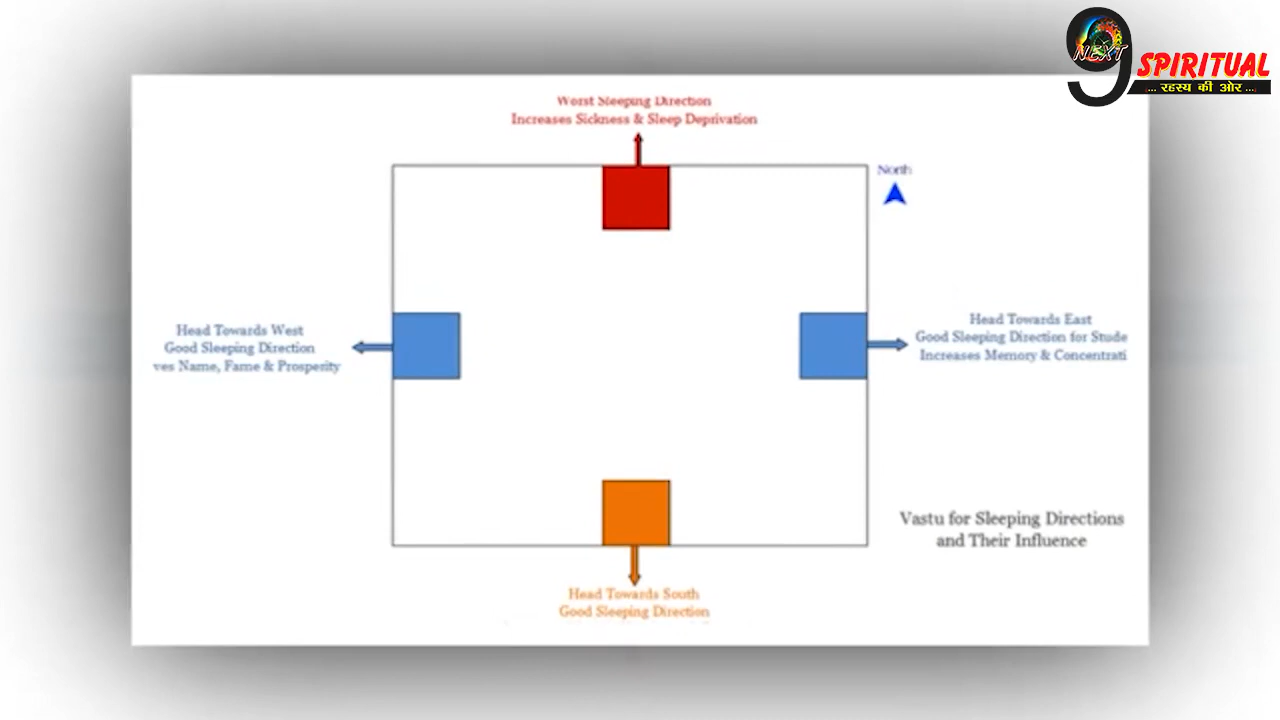 NEXT
9
SPIRITUAL
... रहस्य की ओर ...
Worst Sleeping Direction
Increases Sickness & Sleep Deprivation
North
Head Towards West
Good Sleeping Direction
ves Name, Fame & Prosperity
Head Towards East
Good Sleeping Direction for Stude
Increases Memory & Concentrati
Vastu for Sleeping Directions
and Their Influence
Head Towards South
Good Sleeping Direction